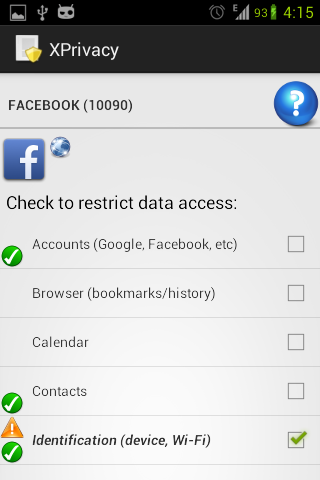 93 4:15
XPrivacy
FACEBOOK (10090)
Check to restrict data access:
Accounts (Google, Facebook, etc)
Browser (bookmarks/history)
Calendar
Contacts
Identification (device, Wi-Fi)